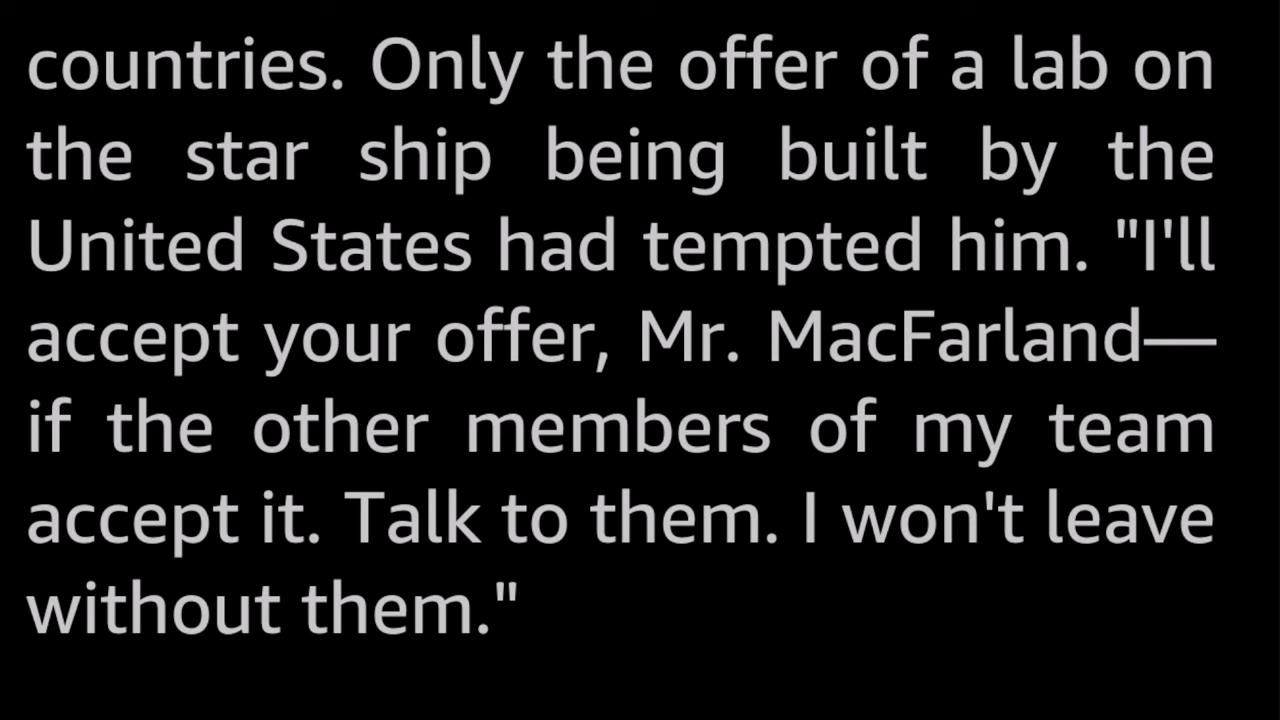 countries. Only the offer of a lab on
the star ship being built by the
United States had tempted him. "I'll
accept your offer, Mr. MacFarland—
if the other members of my team
accept it. Talk to them. I won't leave
without them."